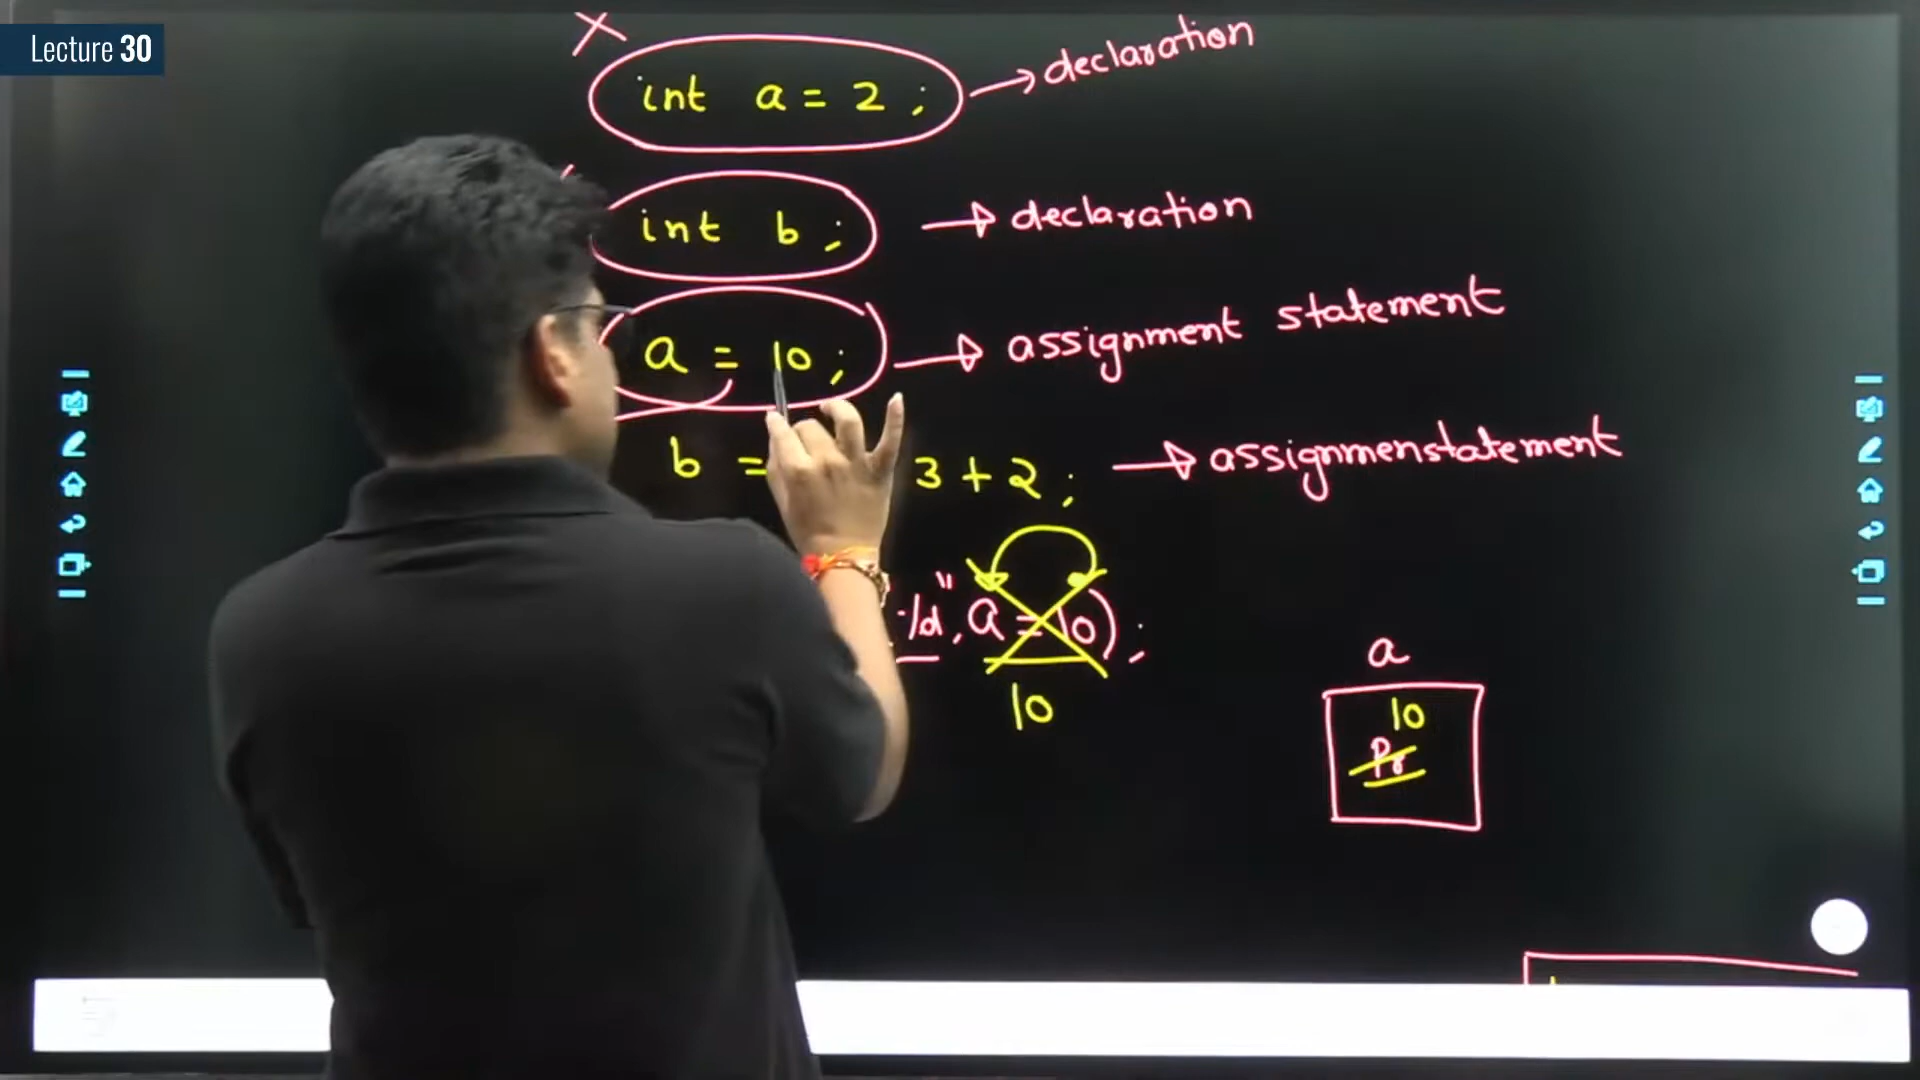 Lecture 30
int a = 2 ; → declaration
int b ; → declaration
a = 10 ; → assignment statement
b = 3 + 2 ; → assignmenstatement
%d", a = 10) ;
10
a
10